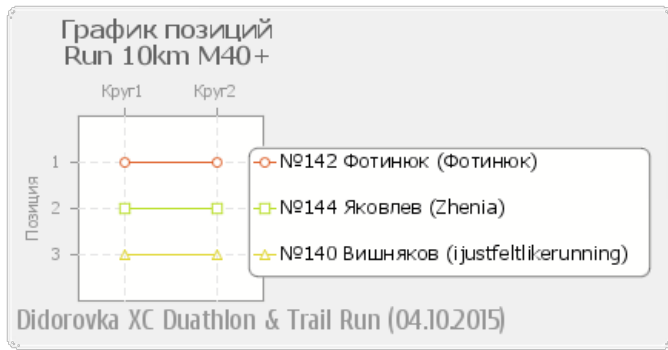 График позиций
Run 10km M40+
Круг1 Круг2
Позиция
1
2
3
№142 Фотинюк (Фотинюк)
№144 Яковлев (Zhenia)
№140 Вишняков (ijustfeltlikerunning)
Didorovka XC Duathlon & Trail Run (04.10.2015)